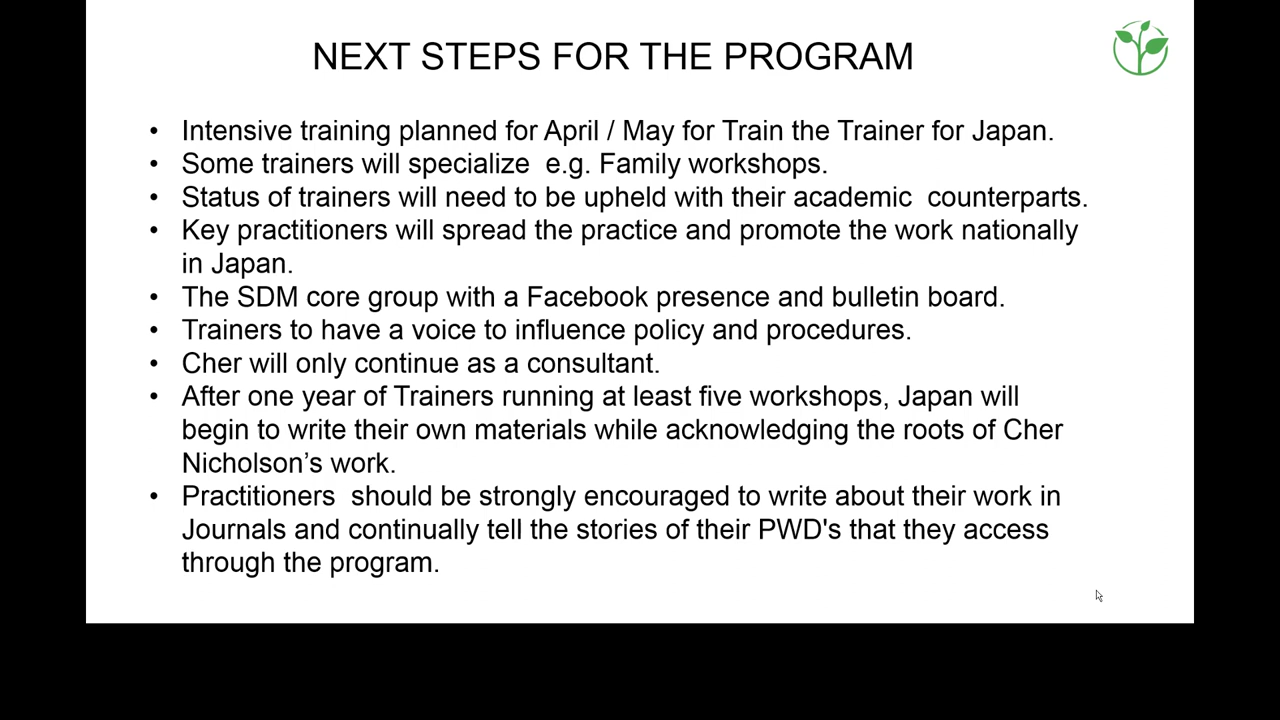 NEXT STEPS FOR THE PROGRAM
• Intensive training planned for April / May for Train the Trainer for Japan.
• Some trainers will specialize  e.g. Family workshops.
• Status of trainers will need to be upheld with their academic  counterparts.
• Key practitioners will spread the practice and promote the work nationally
in Japan.
• The SDM core group with a Facebook presence and bulletin board.
• Trainers to have a voice to influence policy and procedures.
• Cher will only continue as a consultant.
• After one year of Trainers running at least five workshops, Japan will
begin to write their own materials while acknowledging the roots of Cher
Nicholson’s work.
• Practitioners  should be strongly encouraged to write about their work in
Journals and continually tell the stories of their PWD's that they access
through the program.